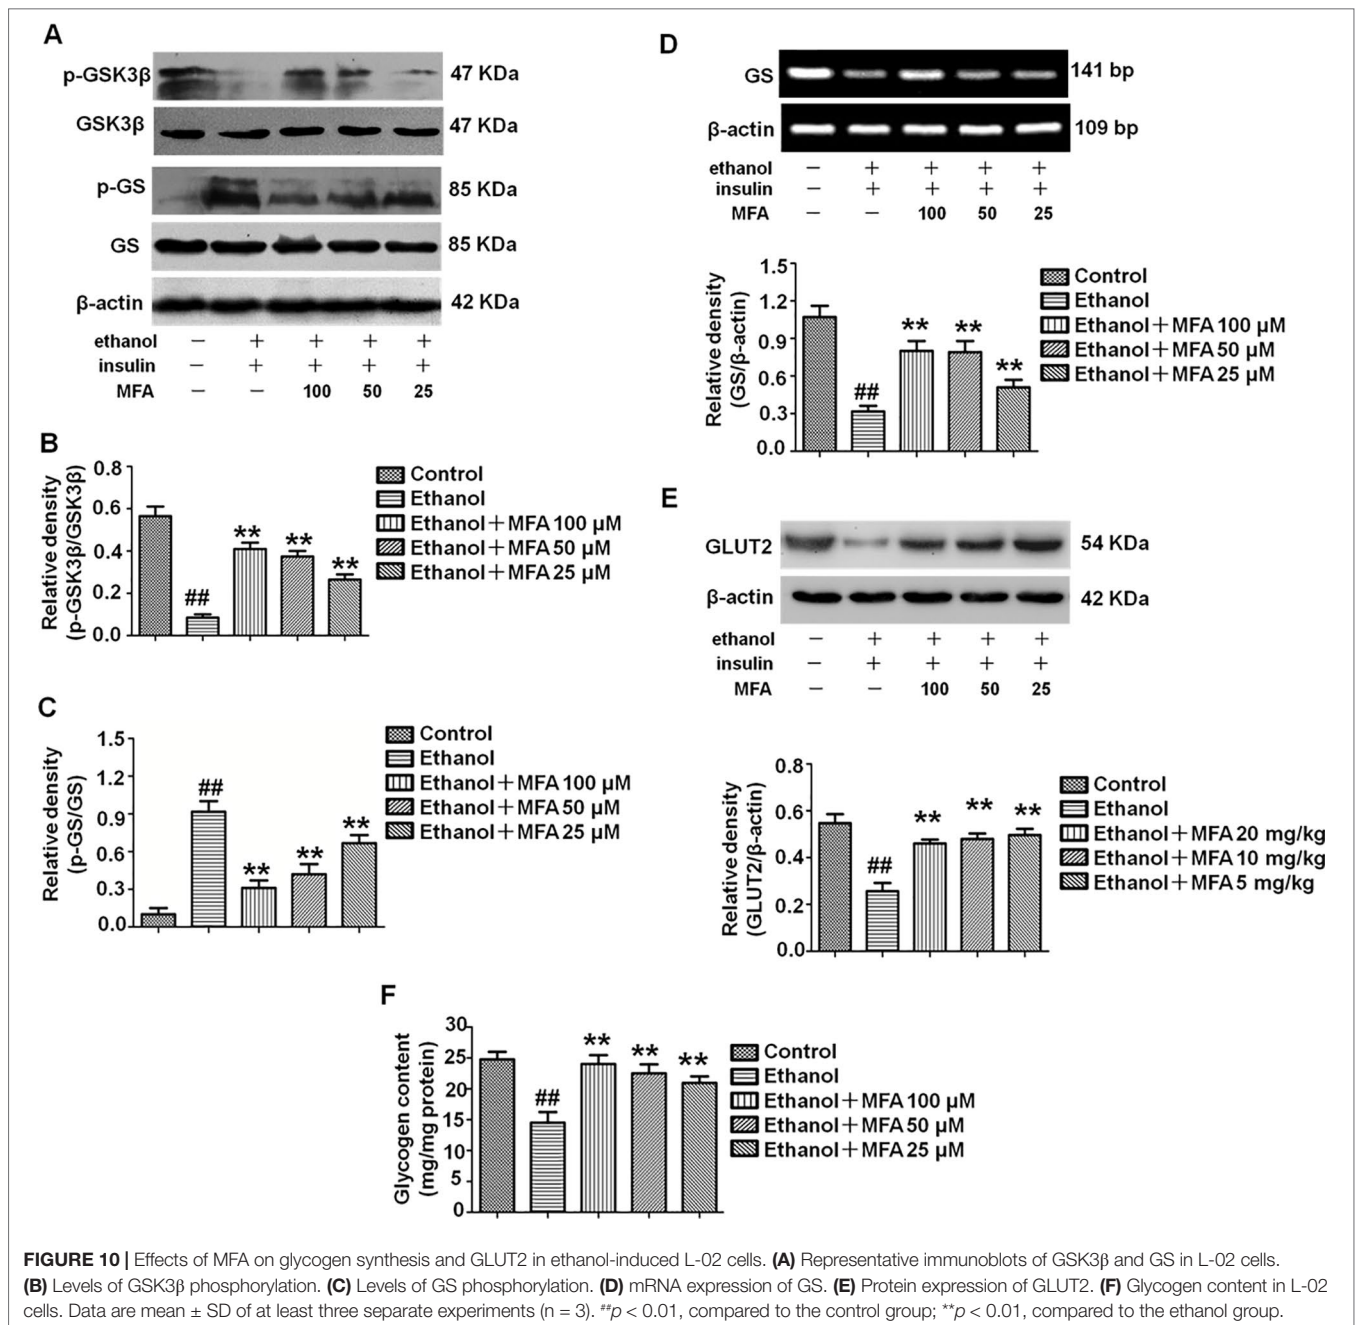 A
p-GSK3β 47 KDa
GSK3β 47 KDa
p-GS 85 KDa
GS 85 KDa
β-actin 42 KDa
ethanol − + + + +
insulin − + + + +
MFA − − 100 50 25
B
Relative density
(p-GSK3β/GSK3β)
0.8
0.6
0.4
0.2
0.0
##
**
**
**
Control
Ethanol
Ethanol+MFA 100 μM
Ethanol+MFA 50 μM
Ethanol+MFA 25 μM
C
Relative density
(p-GS/GS)
1.5
1.2
0.9
0.6
0.3
0.0
##
**
**
**
Control
Ethanol
Ethanol+MFA 100 μM
Ethanol+MFA 50 μM
Ethanol+MFA 25 μM
D
GS 141 bp
β-actin 109 bp
ethanol − + + + +
insulin − + + + +
MFA − − 100 50 25
Relative density
(GS/β-actin)
1.5
1.2
0.9
0.6
0.3
0.0
##
**
**
**
Control
Ethanol
Ethanol+MFA 100 μM
Ethanol+MFA 50 μM
Ethanol+MFA 25 μM
E
GLUT2 54 KDa
β-actin 42 KDa
ethanol − + + + +
insulin − + + + +
MFA − − 100 50 25
Relative density
(GLUT2/β-actin)
0.8
0.6
0.4
0.2
0.0
##
**
**
**
Control
Ethanol
Ethanol+MFA 20 mg/kg
Ethanol+MFA 10 mg/kg
Ethanol+MFA 5 mg/kg
F
Glycogen content
(mg/mg protein)
30
25
20
15
10
5
0
##
**
**
**
Control
Ethanol
Ethanol+MFA 100 μM
Ethanol+MFA 50 μM
Ethanol+MFA 25 μM
FIGURE 10 | Effects of MFA on glycogen synthesis and GLUT2 in ethanol-induced L-02 cells. (A) Representative immunoblots of GSK3β and GS in L-02 cells.
(B) Levels of GSK3β phosphorylation. (C) Levels of GS phosphorylation. (D) mRNA expression of GS. (E) Protein expression of GLUT2. (F) Glycogen content in L-02
cells. Data are mean ± SD of at least three separate experiments (n = 3). ##p < 0.01, compared to the control group; **p < 0.01, compared to the ethanol group.